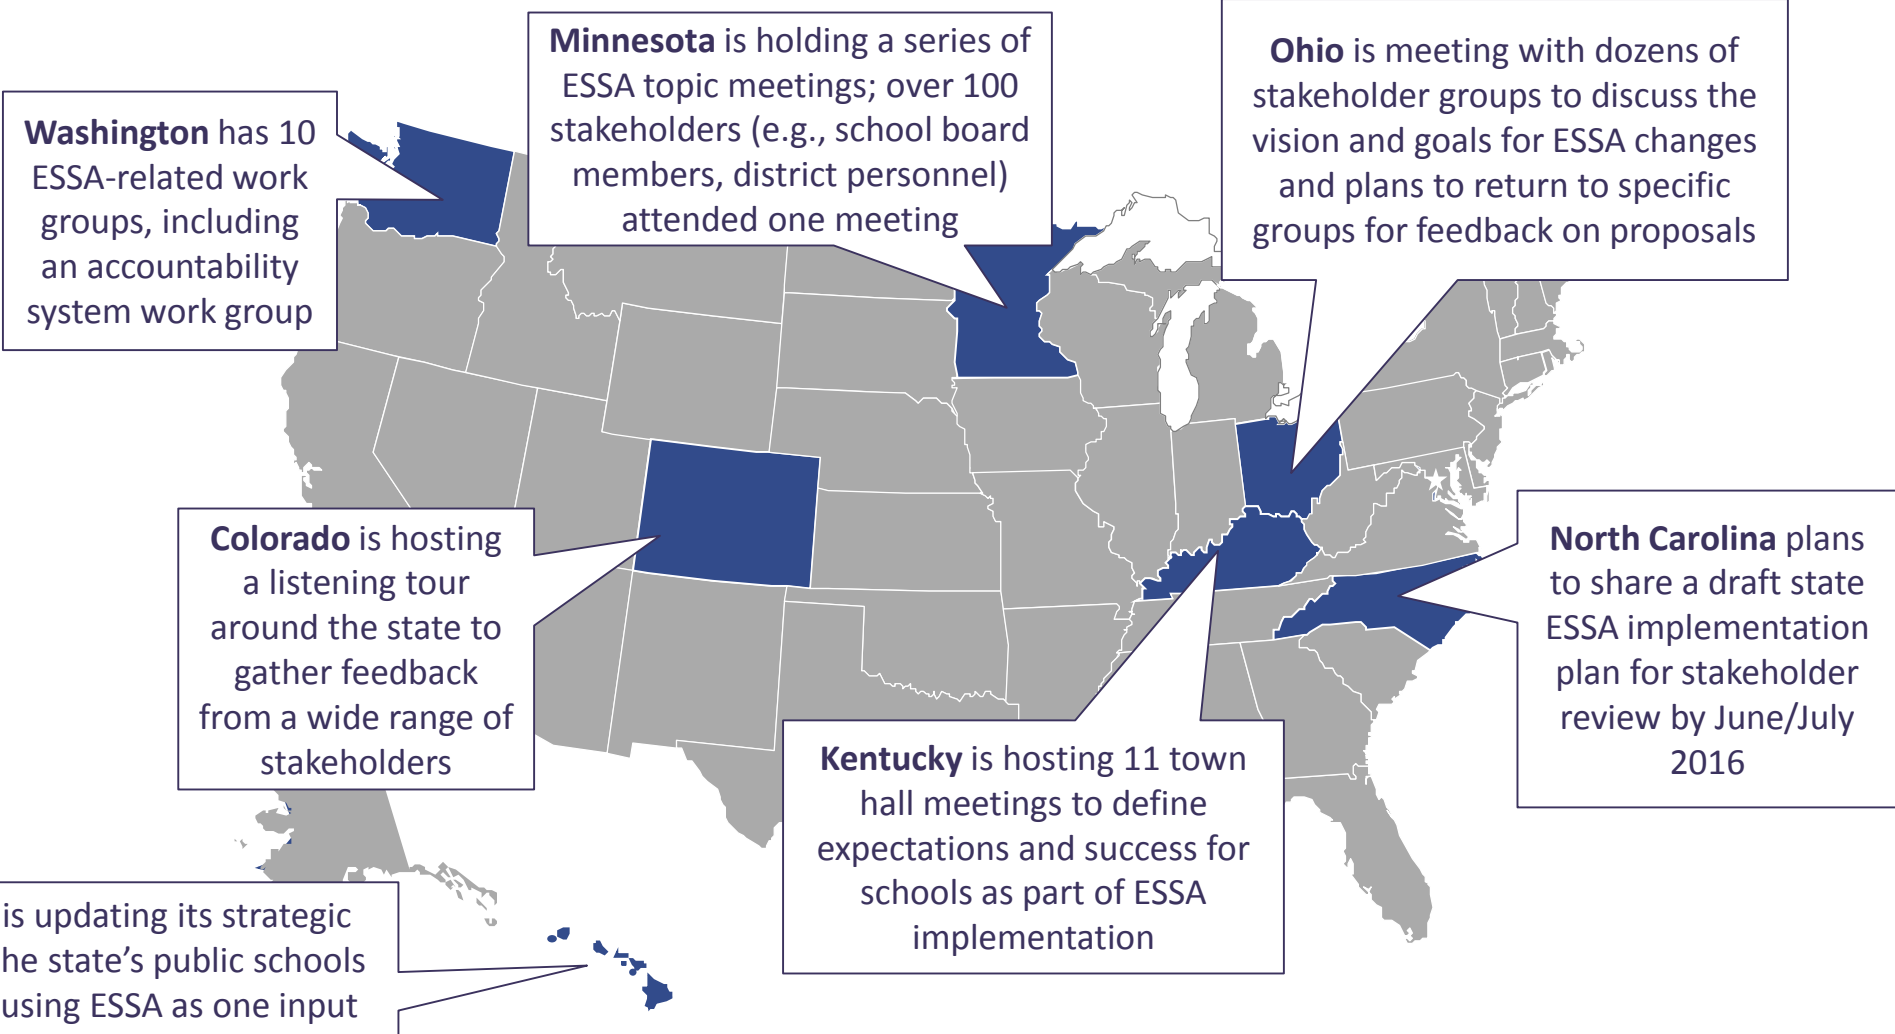 Minnesota is holding a series of
ESSA topic meetings; over 100
stakeholders (e.g., school board
members, district personnel)
attended one meeting
Ohio is meeting with dozens of
stakeholder groups to discuss the
vision and goals for ESSA changes
and plans to return to specific
groups for feedback on proposals
Washington has 10
ESSA-related work
groups, including
an accountability
system work group
Colorado is hosting
a listening tour
around the state to
gather feedback
from a wide range of
stakeholders
North Carolina plans
to share a draft state
ESSA implementation
plan for stakeholder
review by June/July
2016
Kentucky is hosting 11 town
hall meetings to define
expectations and success for
schools as part of ESSA
implementation
is updating its strategic
state's public schools
using ESSA as one input